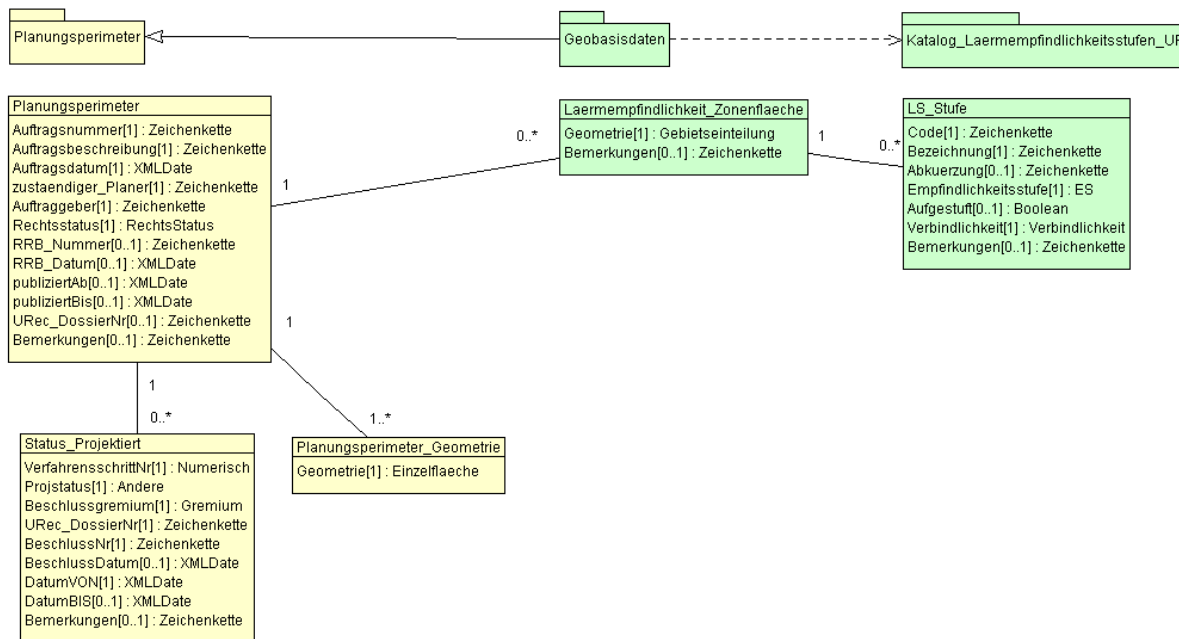 Planungsperimeter
Geobasisdaten
Katalog_Laermempfindlichkeitsstufen_UR
Planungsperimeter
Auftragsnummer[1] : Zeichenkette
Auftragsbeschreibung[1] : Zeichenkette
Auftragsdatum[1] : XMLDate
zustaendiger_Planer[1] : Zeichenkette
Auftraggeber[1] : Zeichenkette
Rechtsstatus[1] : RechtsStatus
RRB_Nummer[0..1] : Zeichenkette
RRB_Datum[0..1] : XMLDate
publiziertAb[0..1] : XMLDate
publiziertBis[0..1] : XMLDate
URec_DossierNr[0..1] : Zeichenkette
Bemerkungen[0..1] : Zeichenkette
1
0..*
Laermempfindlichkeit_Zonenflaeche
Geometrie[1] : Gebietseinteilung
Bemerkungen[0..1] : Zeichenkette
1
0..*
LS_Stufe
Code[1] : Zeichenkette
Bezeichnung[1] : Zeichenkette
Abkuerzung[0..1] : Zeichenkette
Empfindlichkeitsstufe[1] : ES
Aufgestuft[0..1] : Boolean
Verbindlichkeit[1] : Verbindlichkeit
Bemerkungen[0..1] : Zeichenkette
1
1..*
1
0..*
Status_Projektiert
VerfahrensschrittNr[1] : Numerisch
Projstatus[1] : Andere
Beschlussgremium[1] : Gremium
URec_DossierNr[1] : Zeichenkette
BeschlussNr[1] : Zeichenkette
BeschlussDatum[0..1] : XMLDate
DatumVON[1] : XMLDate
DatumBIS[0..1] : XMLDate
Bemerkungen[0..1] : Zeichenkette
Planungsperimeter_Geometrie
Geometrie[1] : Einzelflaeche